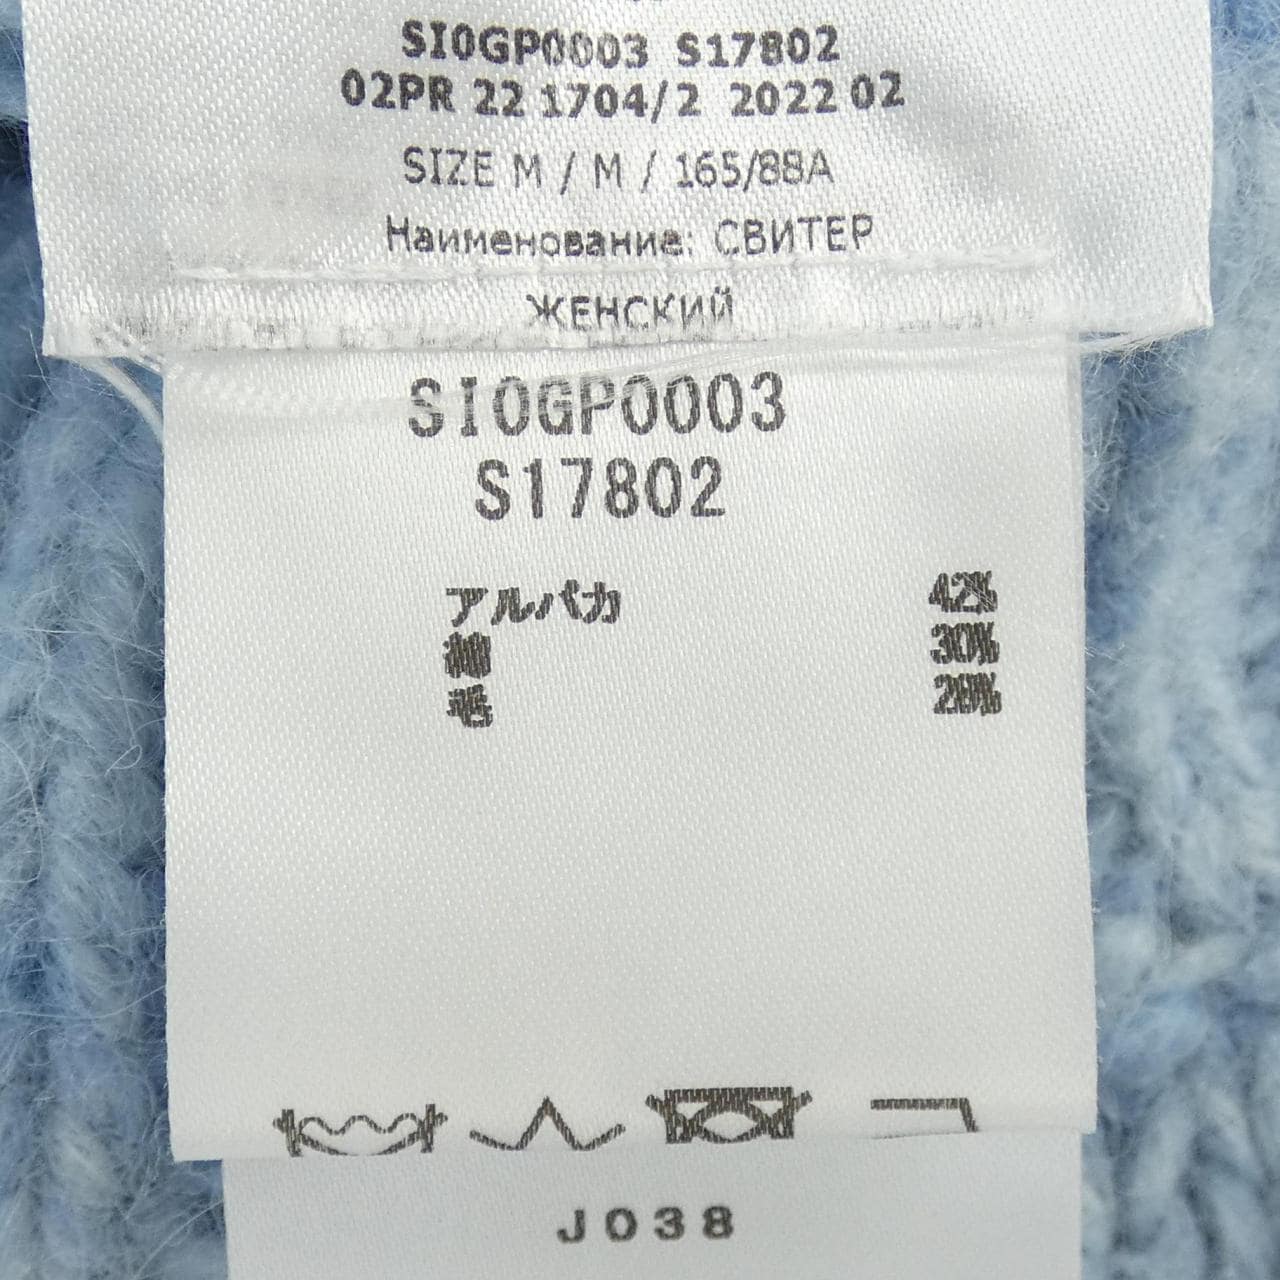 SI0GP0003 S17802
02PR 22 1704/2 2022 02
SIZE M / M / 165/88A
Наименование: СВИТЕР
ЖЕНСКИЙ
SI0GP0003
S17802
アルパカ 42%
綿 30%
毛 28%
J038